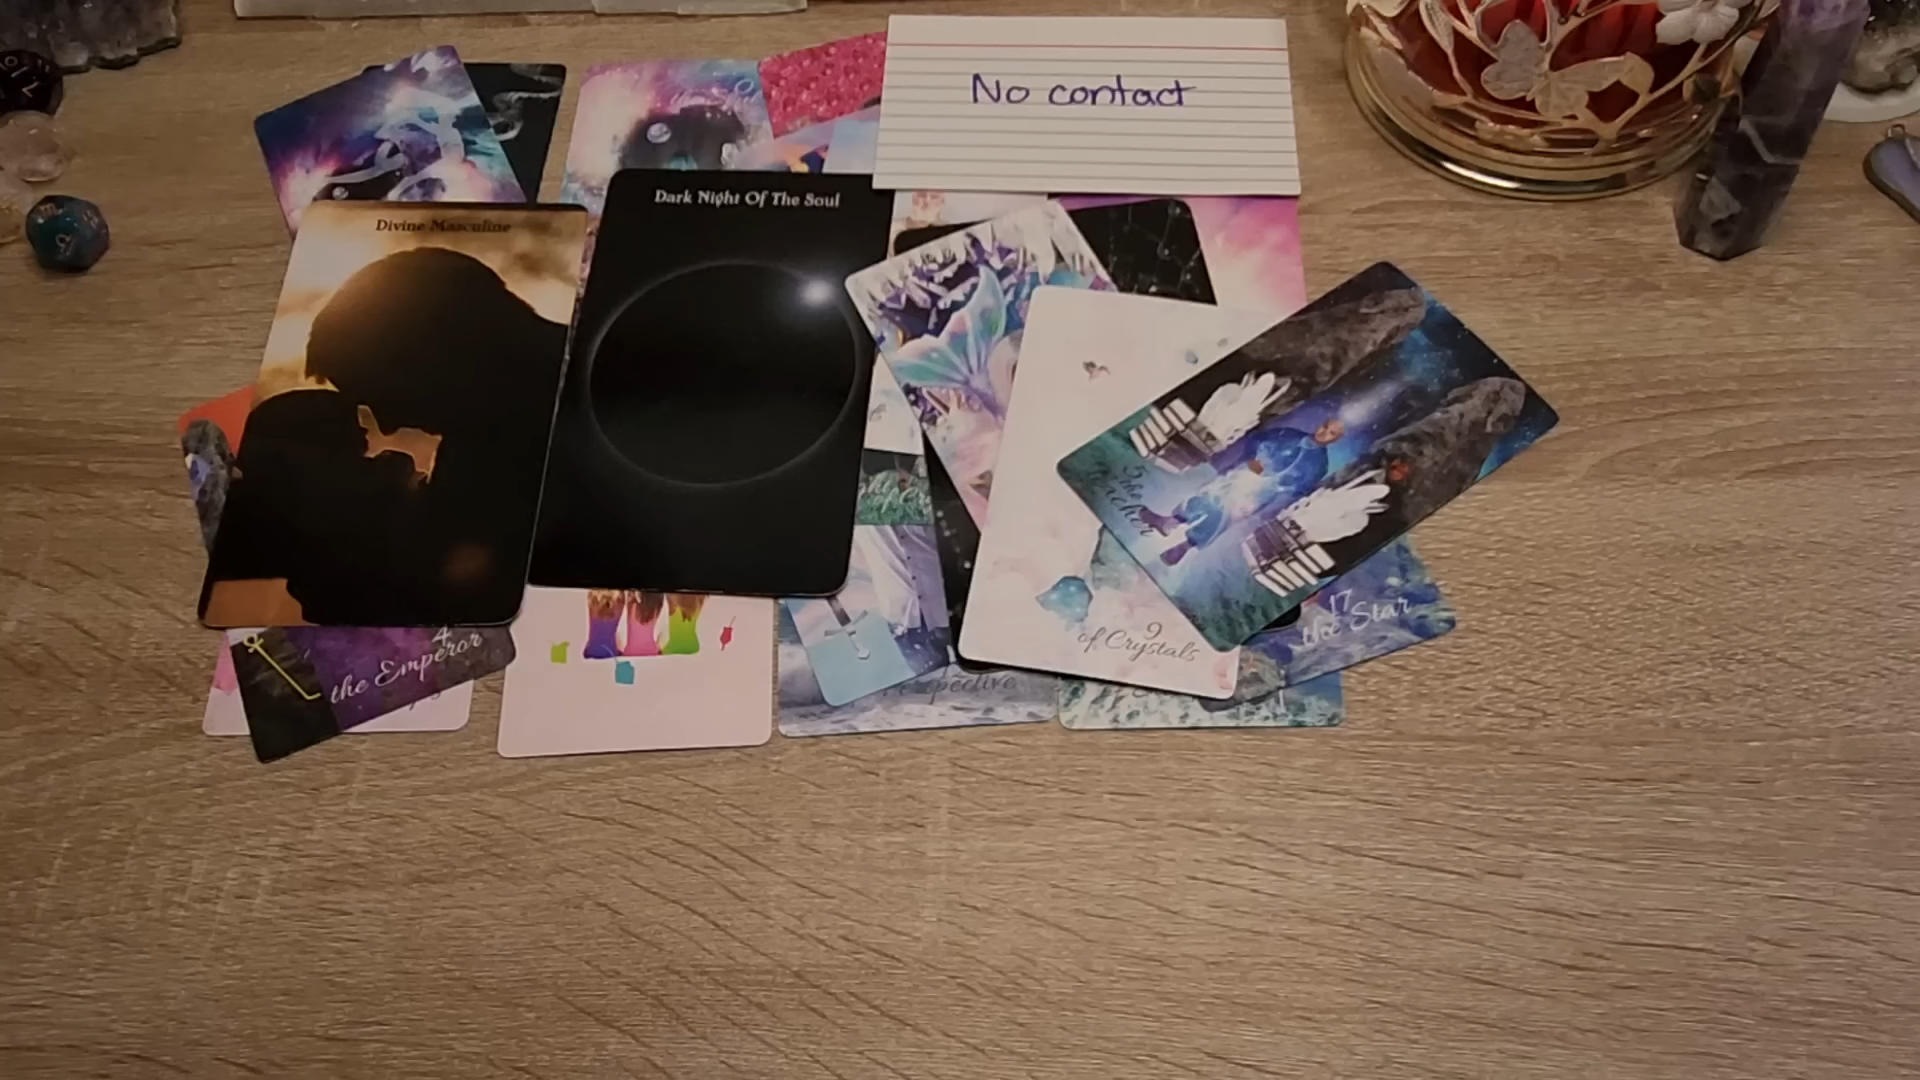 No contact
Dark Night Of The Soul
Divine Masculine
5 the
Teacher
17
the Star
4
the Emperor
9
of Crystals